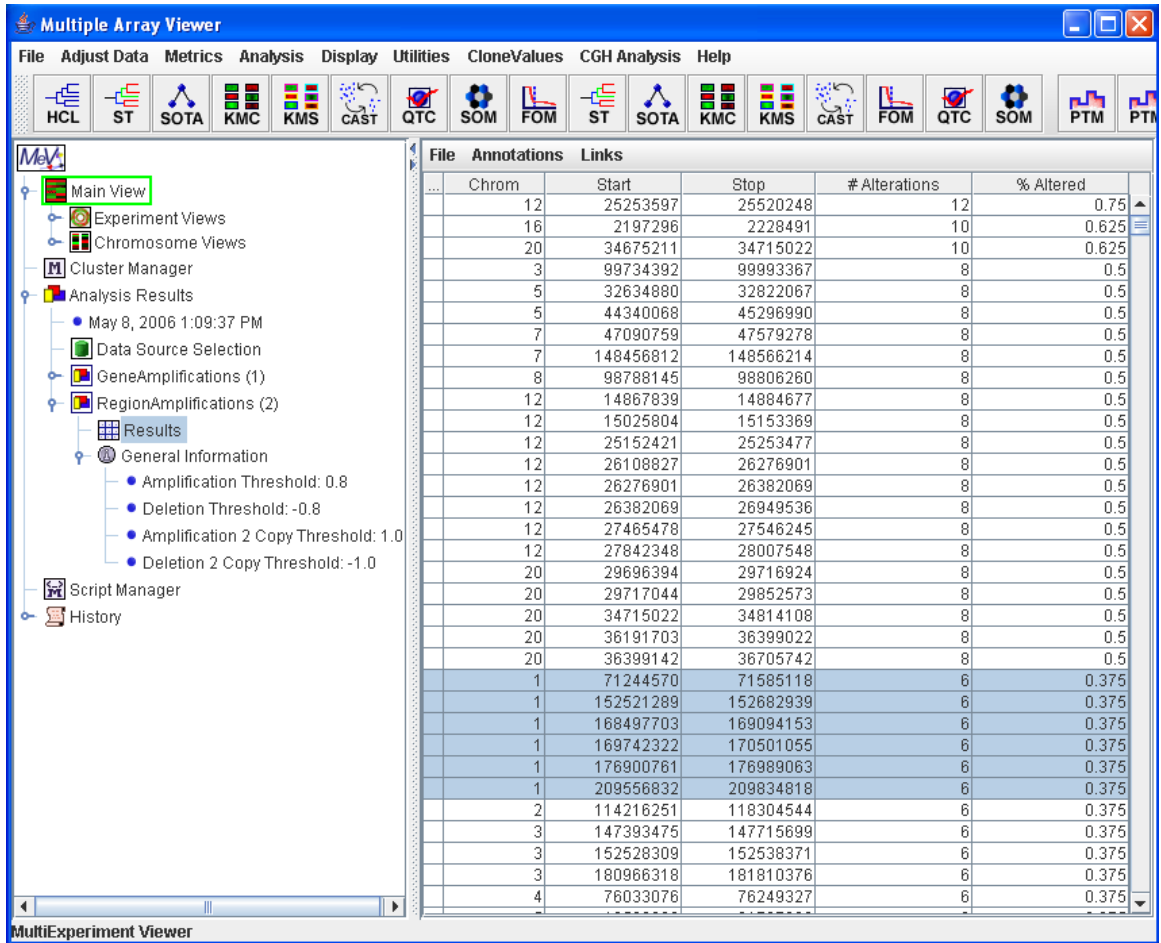 Multiple Array Viewer
File Adjust Data Metrics Analysis Display Utilities CloneValues CGH Analysis Help
HCL ST SOTA KMC KMS CAST QTC SOM FOM ST SOTA KMC KMS CAST FOM QTC SOM PTM PTM
MeV
Main View
Experiment Views
Chromosome Views
M Cluster Manager
Analysis Results
May 8, 2006 1:09:37 PM
Data Source Selection
GeneAmplifications (1)
RegionAmplifications (2)
Results
General Information
Amplification Threshold: 0.8
Deletion Threshold: -0.8
Amplification 2 Copy Threshold: 1.0
Deletion 2 Copy Threshold: -1.0
Script Manager
History
File Annotations Links
... Chrom Start Stop # Alterations % Altered
12 25253597 25520248 12 0.75
16 2197296 2228491 10 0.625
20 34675211 34715022 10 0.625
3 99734392 99993367 8 0.5
5 32634880 32822067 8 0.5
5 44340068 45296990 8 0.5
7 47090759 47579278 8 0.5
7 148456812 148566214 8 0.5
8 98788145 98806260 8 0.5
12 14867839 14884677 8 0.5
12 15025804 15153369 8 0.5
12 25152421 25253477 8 0.5
12 26108827 26276901 8 0.5
12 26276901 26382069 8 0.5
12 26382069 26949536 8 0.5
12 27465478 27546245 8 0.5
12 27842348 28007548 8 0.5
20 29696394 29716924 8 0.5
20 29717044 29852573 8 0.5
20 34715022 34814108 8 0.5
20 36191703 36399022 8 0.5
20 36399142 36705742 8 0.5
1 71244570 71585118 6 0.375
1 152521289 152682939 6 0.375
1 168497703 169094153 6 0.375
1 169742322 170501055 6 0.375
1 176900761 176989063 6 0.375
1 209556832 209834818 6 0.375
2 114216251 118304544 6 0.375
3 147393475 147715699 6 0.375
3 152528309 152538371 6 0.375
3 180966318 181810376 6 0.375
4 76033076 76249327 6 0.375
MultiExperiment Viewer